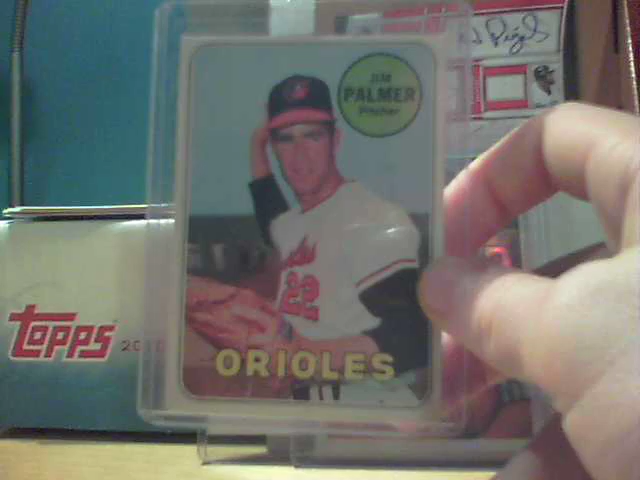 JIM
PALMER
Pitcher
22
ORIOLES
TOPPS